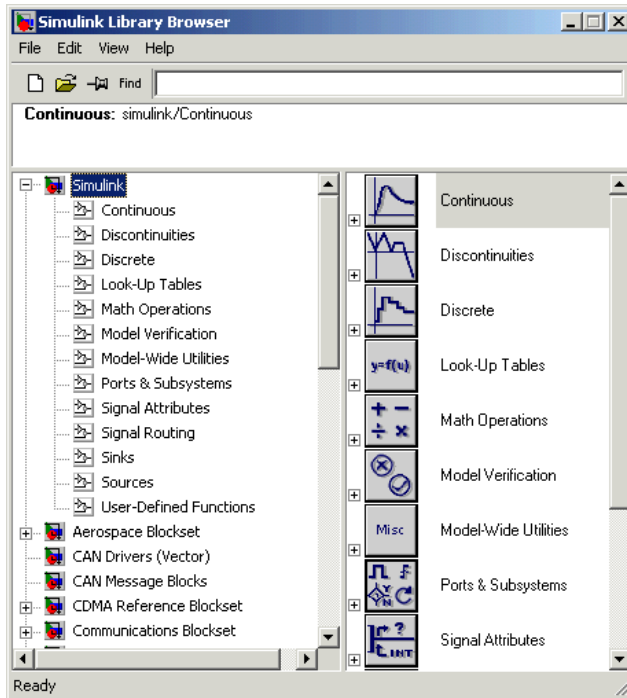 Simulink Library Browser
File Edit View Help
Find
Continuous: simulink/Continuous
Simulink
Continuous
Discontinuities
Discrete
Look-Up Tables
Math Operations
Model Verification
Model-Wide Utilities
Ports & Subsystems
Signal Attributes
Signal Routing
Sinks
Sources
User-Defined Functions
Aerospace Blockset
CAN Drivers (Vector)
CAN Message Blocks
CDMA Reference Blockset
Communications Blockset
Continuous
Discontinuities
Discrete
y=f(u) Look-Up Tables
Math Operations
Model Verification
Misc Model-Wide Utilities
Y N Ports & Subsystems
? INT Signal Attributes
Ready